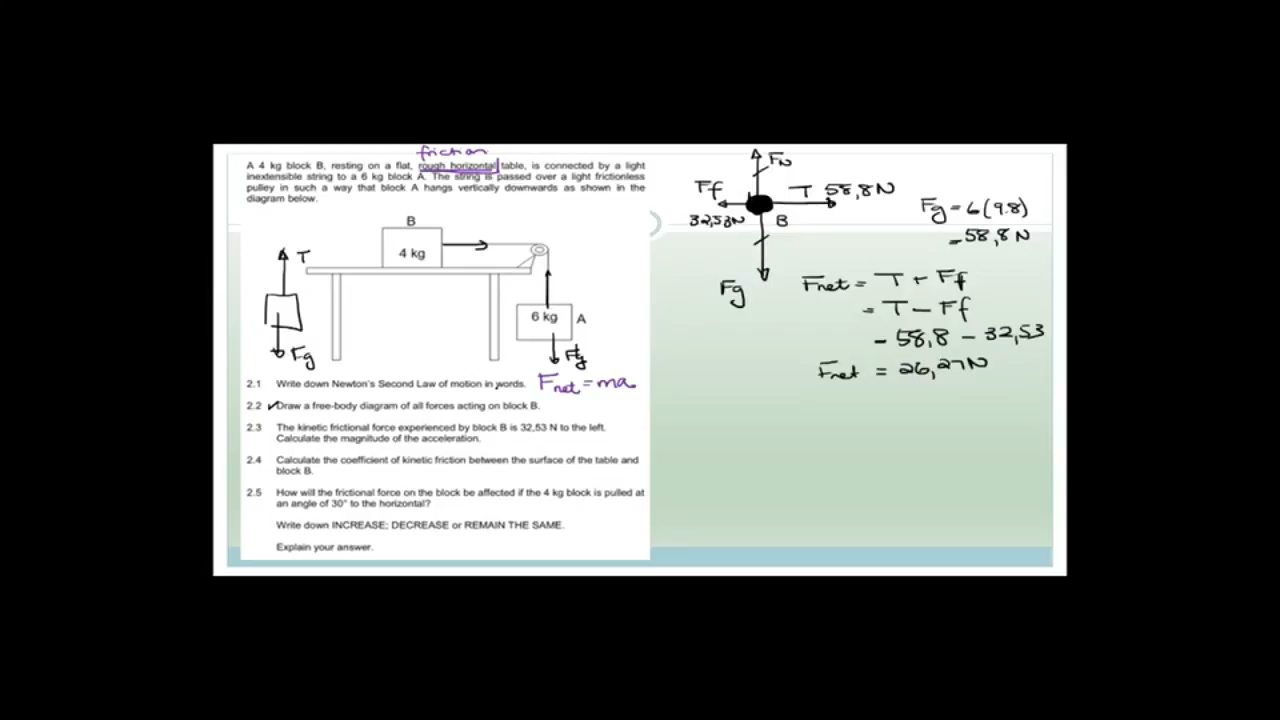 friction
A 4 kg block B, resting on a flat, rough horizontal table, is connected by a light
inextensible string to a 6 kg block A. The string is passed over a light frictionless
pulley in such a way that block A hangs vertically downwards as shown in the
diagram below.
B
4 kg
T
6 kg
A
Fg
Fg
2.1 Write down Newton's Second Law of motion in words. Fnet = ma
2.2 Draw a free-body diagram of all forces acting on block B.
2.3 The kinetic frictional force experienced by block B is 32,53 N to the left.
Calculate the magnitude of the acceleration.
2.4 Calculate the coefficient of kinetic friction between the surface of the table and
block B.
2.5 How will the frictional force on the block be affected if the 4 kg block is pulled at
an angle of 30° to the horizontal?
Write down INCREASE; DECREASE or REMAIN THE SAME.
Explain your answer.
FN
Ff
T 58,8N
32,53N
B
Fg
Fg = 6(9.8)
= 58,8 N
Fnet = T + Ff
= T - Ff
- 58,8 - 32,53
Fnet = 26,27N